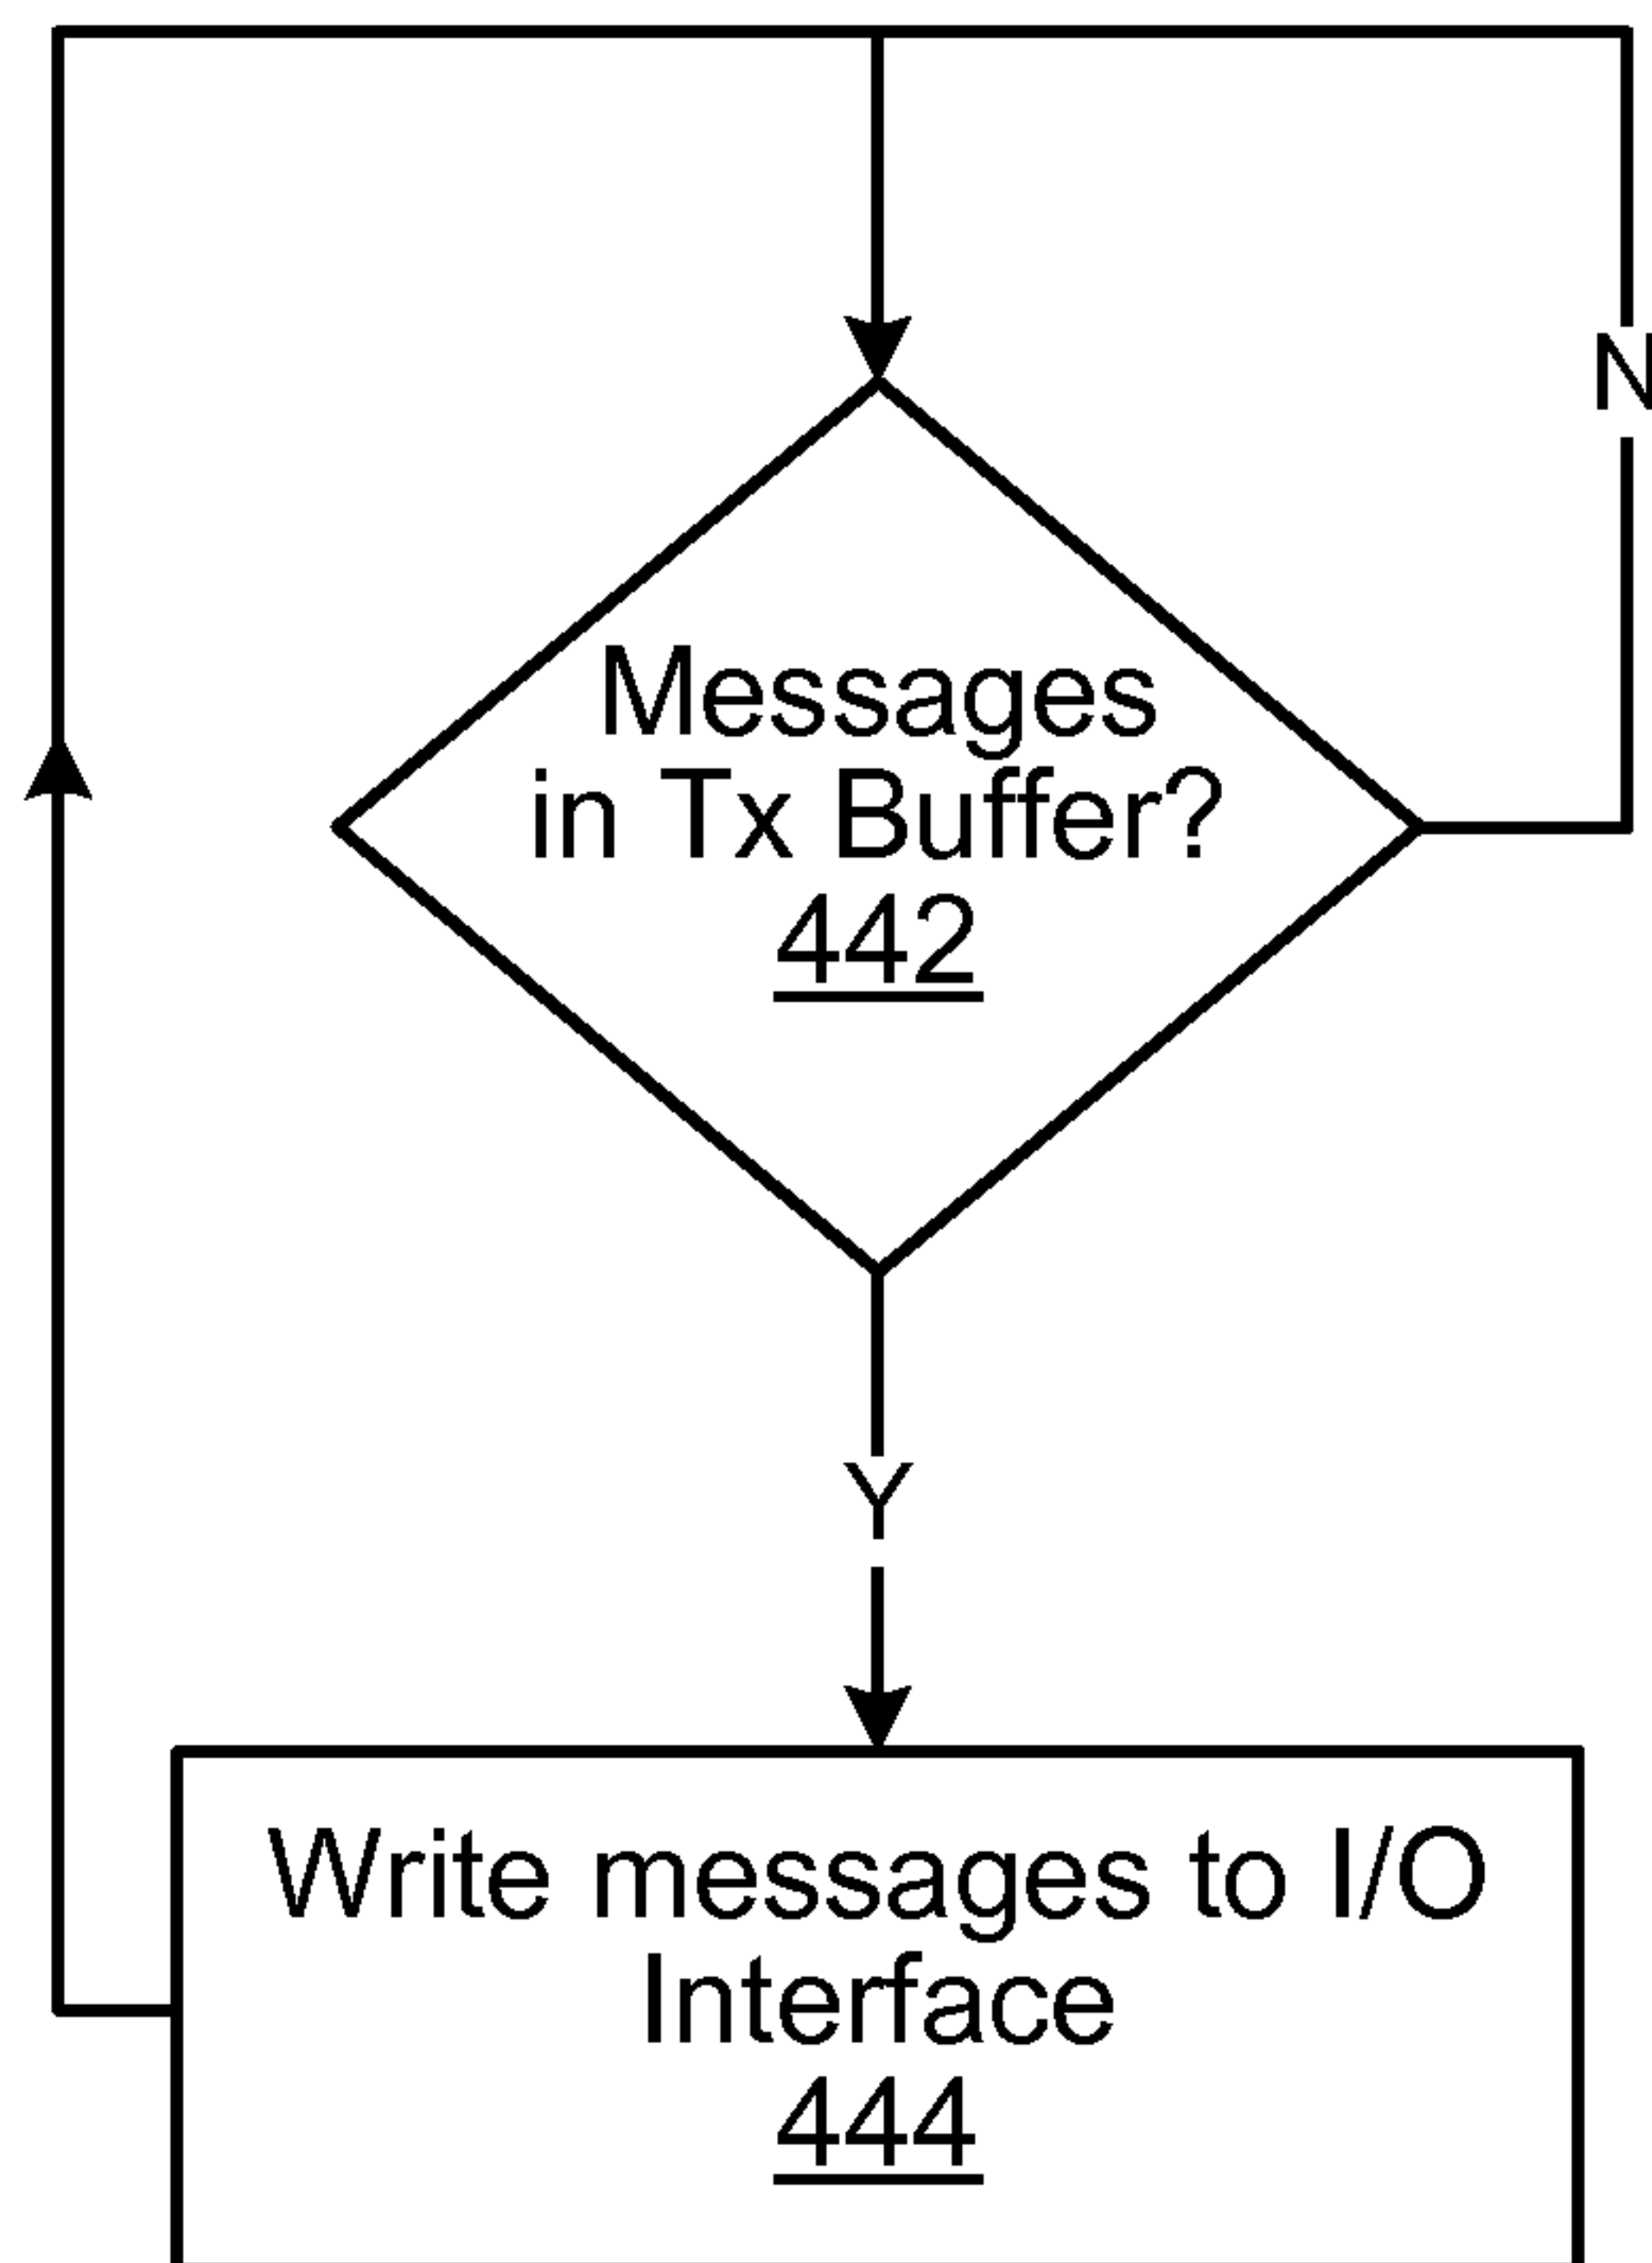 N
Messages
in Tx Buffer?
442
Y
Write messages to I/O
Interface
444